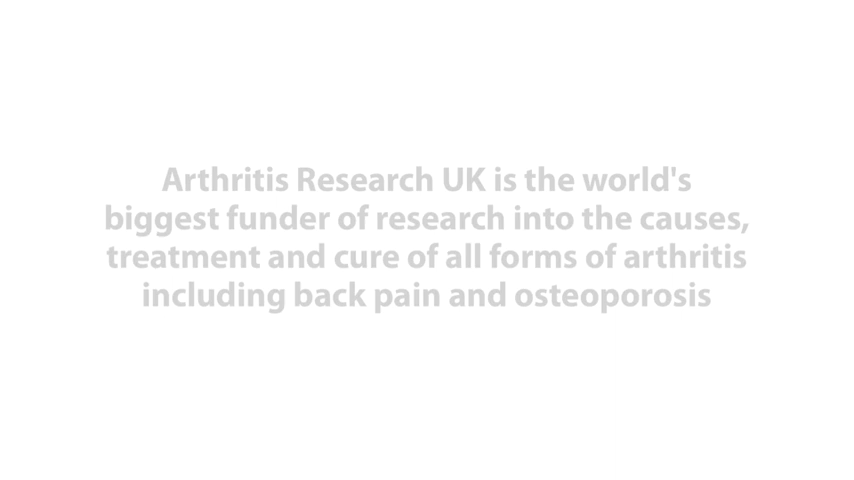 Arthritis Research UK is the world's
biggest funder of research into the causes,
treatment and cure of all forms of arthritis
including back pain and osteoporosis